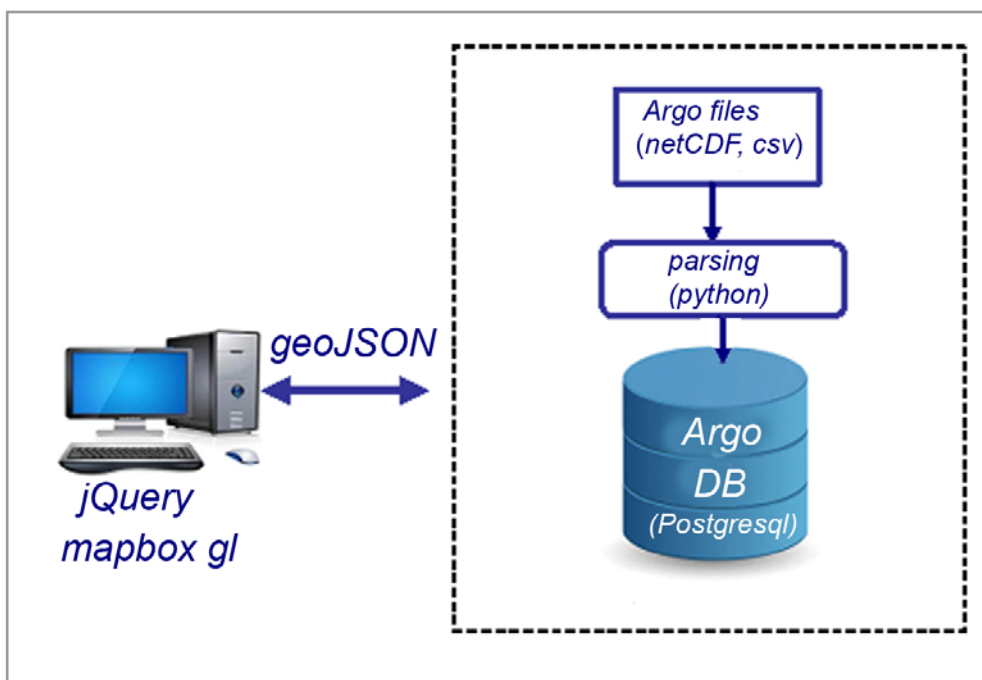 Argo files
(netCDF, csv)
parsing
(python)
geoJSON
Argo
DB
(Postgresql)
jQuery
mapbox gl